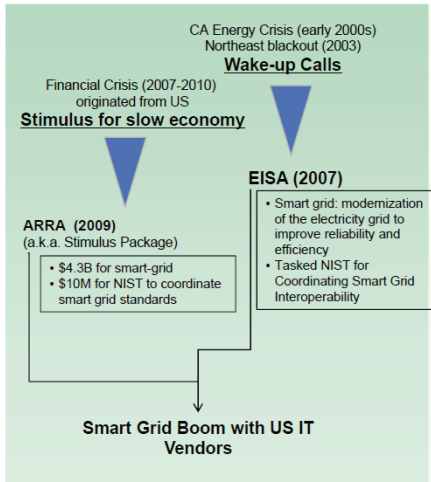 CA Energy Crisis (early 2000s)
Northeast blackout (2003)
Wake-up Calls
Financial Crisis (2007-2010)
originated from US
Stimulus for slow economy
EISA (2007)
• Smart grid: modernization
of the electricity grid to
improve reliability and
efficiency
• Tasked NIST for
Coordinating Smart Grid
Interoperability
ARRA (2009)
(a.k.a. Stimulus Package)
• $4.3B for smart-grid
• $10M for NIST to coordinate
smart grid standards
Smart Grid Boom with US IT
Vendors